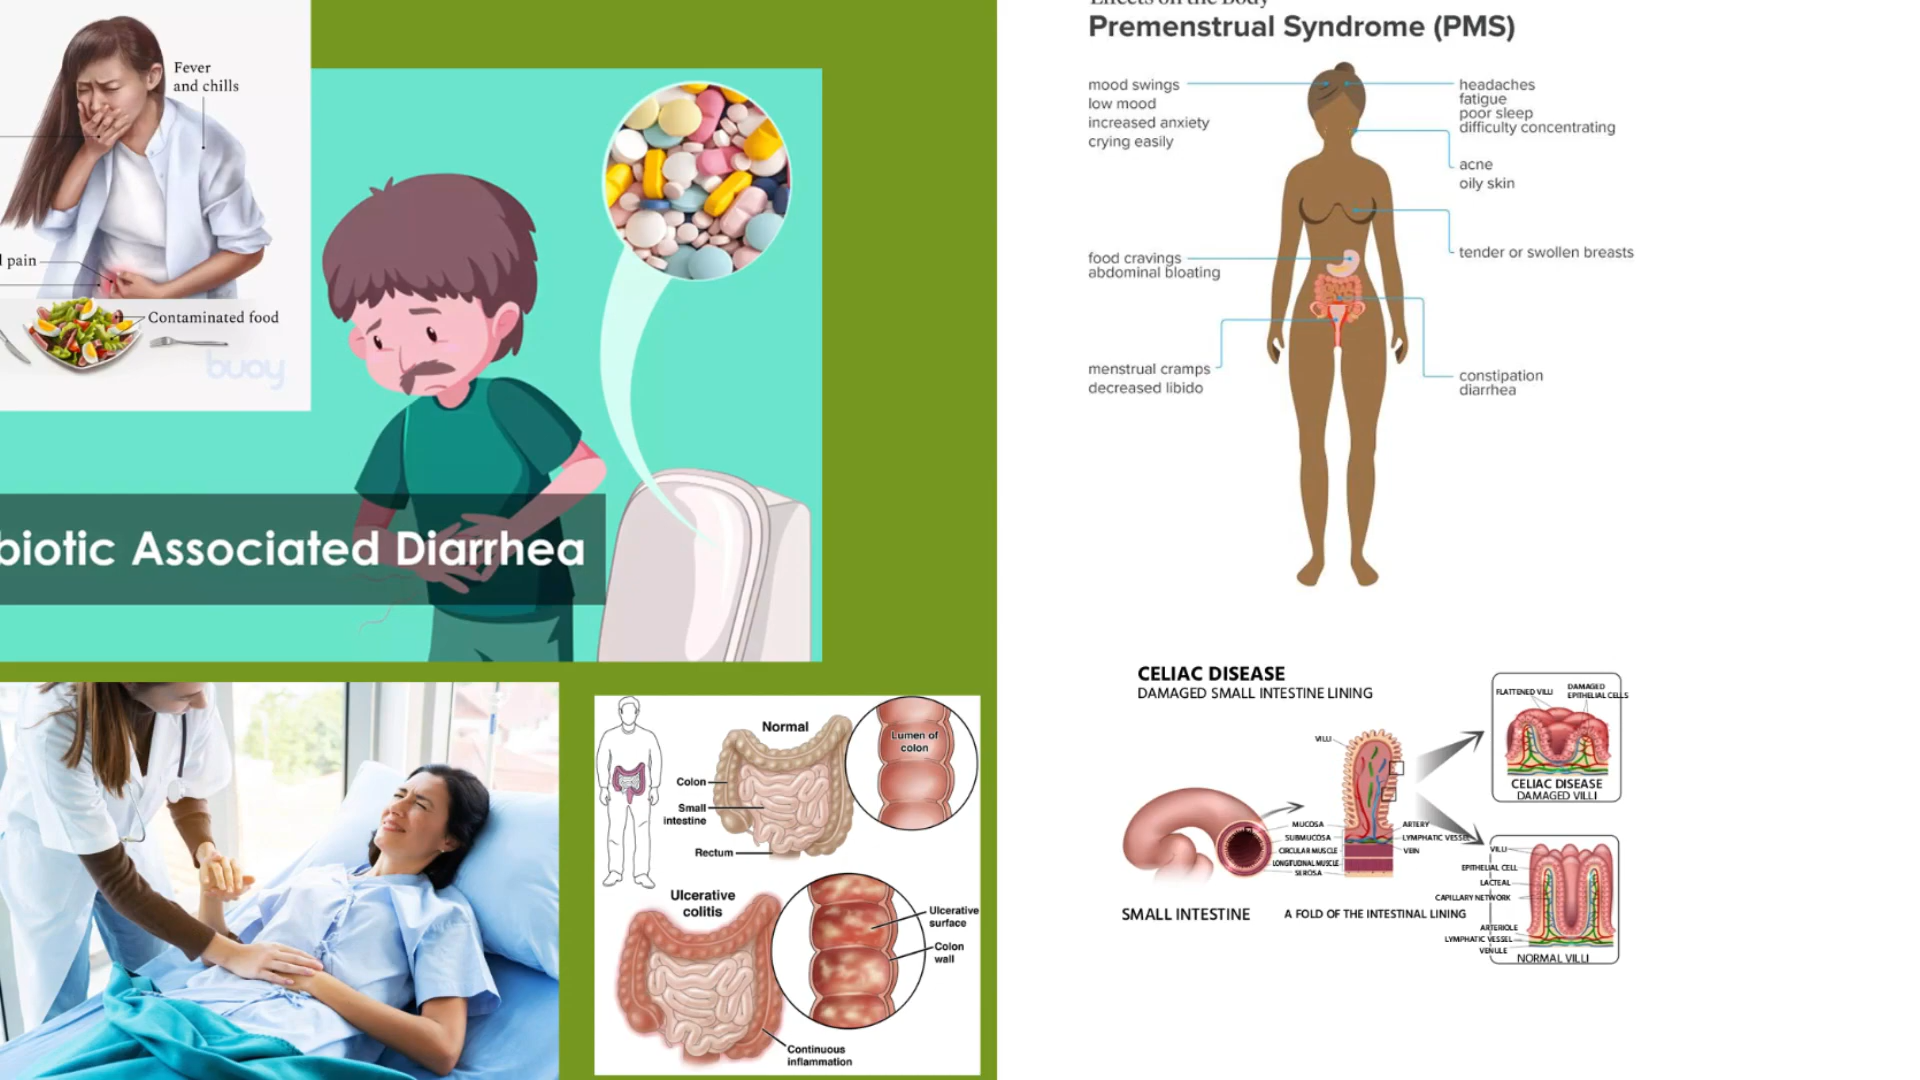 Fever
and chills
pain
Contaminated food
buoy
biotic Associated Diarrhea
Normal
Lumen of
colon
Colon
Small
intestine
Rectum
Ulcerative
colitis
Ulcerative
surface
Colon
wall
Continuous
inflammation
Effects on the Body
Premenstrual Syndrome (PMS)
mood swings
low mood
increased anxiety
crying easily
headaches
fatigue
poor sleep
difficulty concentrating
acne
oily skin
tender or swollen breasts
food cravings
abdominal bloating
menstrual cramps
decreased libido
constipation
diarrhea
CELIAC DISEASE
DAMAGED SMALL INTESTINE LINING
FLATTENED VILLI
DAMAGED
EPITHELIAL CELLS
CELIAC DISEASE
DAMAGED VILLI
VILLI
MUCOSA
SUBMUCOSA
CIRCULAR MUSCLE
LONGITUDINAL MUSCLE
SEROSA
ARTERY
LYMPHATIC VESSEL
VEIN
SMALL INTESTINE
A FOLD OF THE INTESTINAL LINING
VILLI
EPITHELIAL CELL
LACTEAL
CAPILLARY NETWORK
ARTERIOLE
LYMPHATIC VESSEL
VENULE
NORMAL VILLI